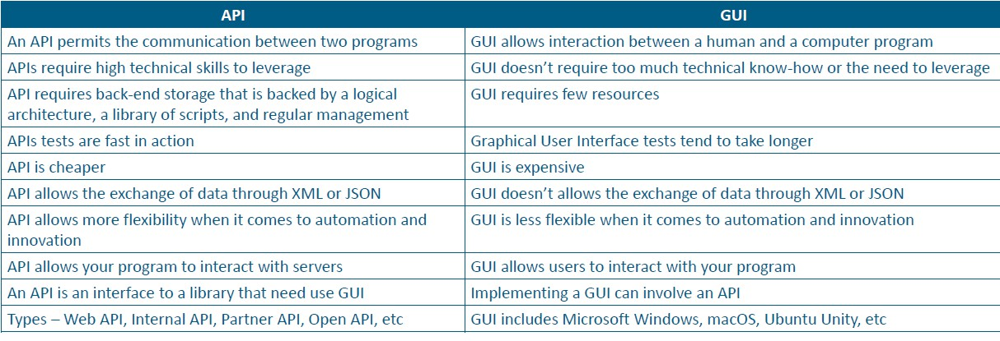 API
GUI
An API permits the communication between two programs
GUI allows interaction between a human and a computer program
APIs require high technical skills to leverage
GUI doesn’t require too much technical know-how or the need to leverage
API requires back-end storage that is backed by a logical
architecture, a library of scripts, and regular management
GUI requires few resources
APIs tests are fast in action
Graphical User Interface tests tend to take longer
API is cheaper
GUI is expensive
API allows the exchange of data through XML or JSON
GUI doesn’t allows the exchange of data through XML or JSON
API allows more flexibility when it comes to automation and
innovation
GUI is less flexible when it comes to automation and innovation
API allows your program to interact with servers
GUI allows users to interact with your program
An API is an interface to a library that need use GUI
Implementing a GUI can involve an API
Types – Web API, Internal API, Partner API, Open API, etc
GUI includes Microsoft Windows, macOS, Ubuntu Unity, etc